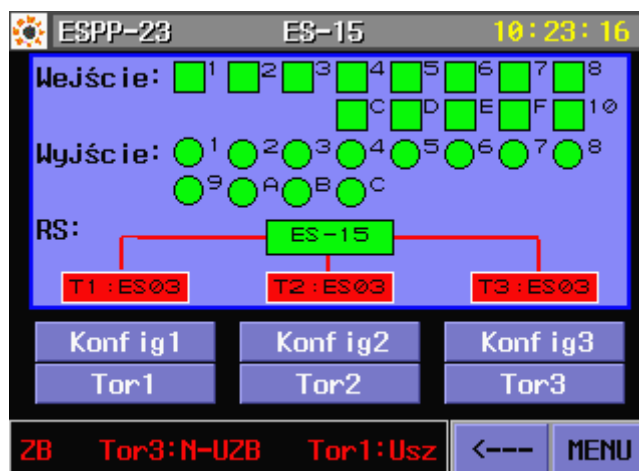 ESPP-23 ES-15 10:23:16
Wejście: 1 2 3 4 5 6 7 8
C D E F 10
Wyjście: 1 2 3 4 5 6 7 8
9 A B C
RS: ES-15
T1:ES03 T2:ES03 T3:ES03
Konfig1 Konfig2 Konfig3
Tor1 Tor2 Tor3
ZB Tor3:N-UZB Tor1:Usz <--- MENU